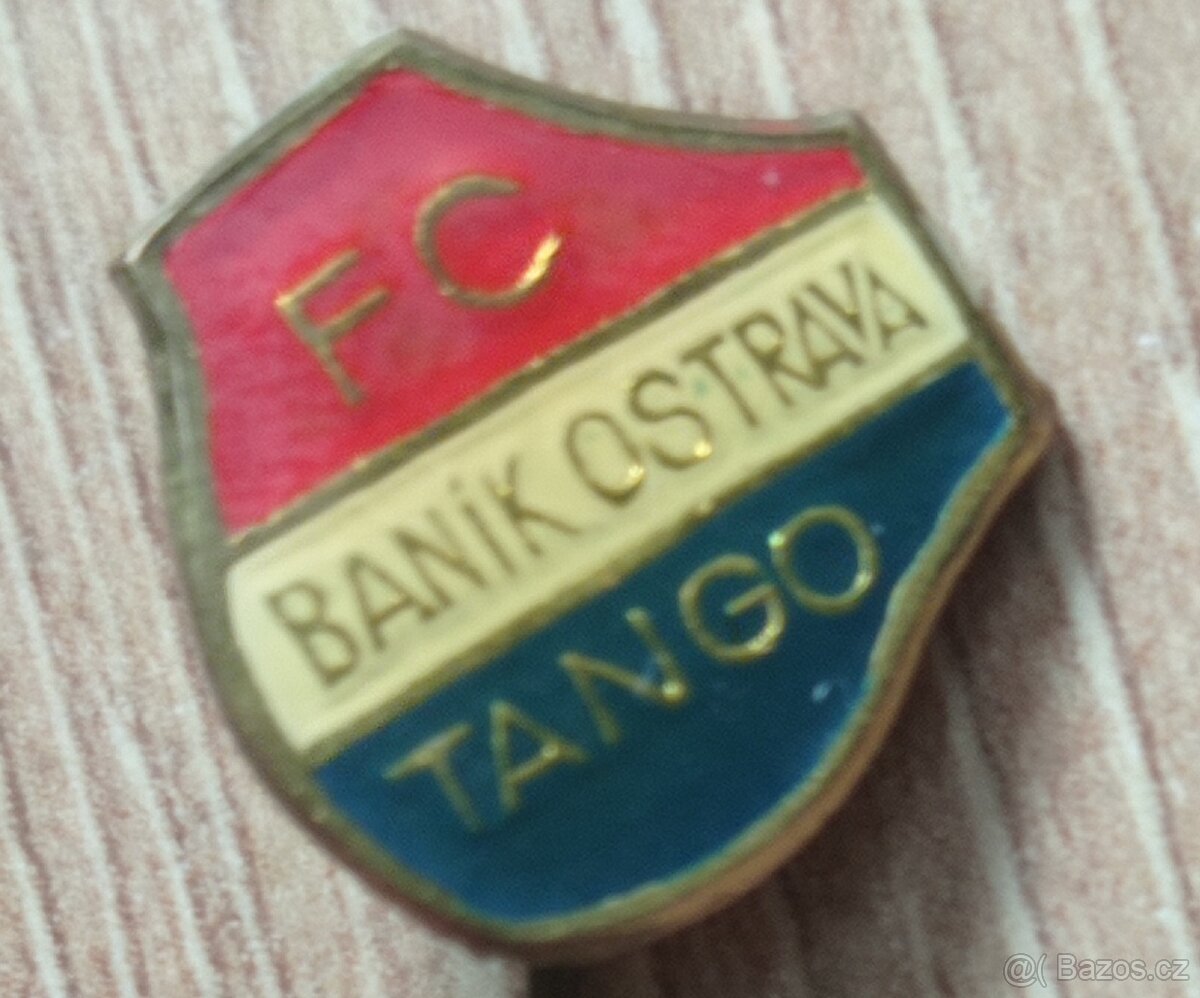 FC
BANÍK OSTRAVA
TANGO
@( Bazos.cz